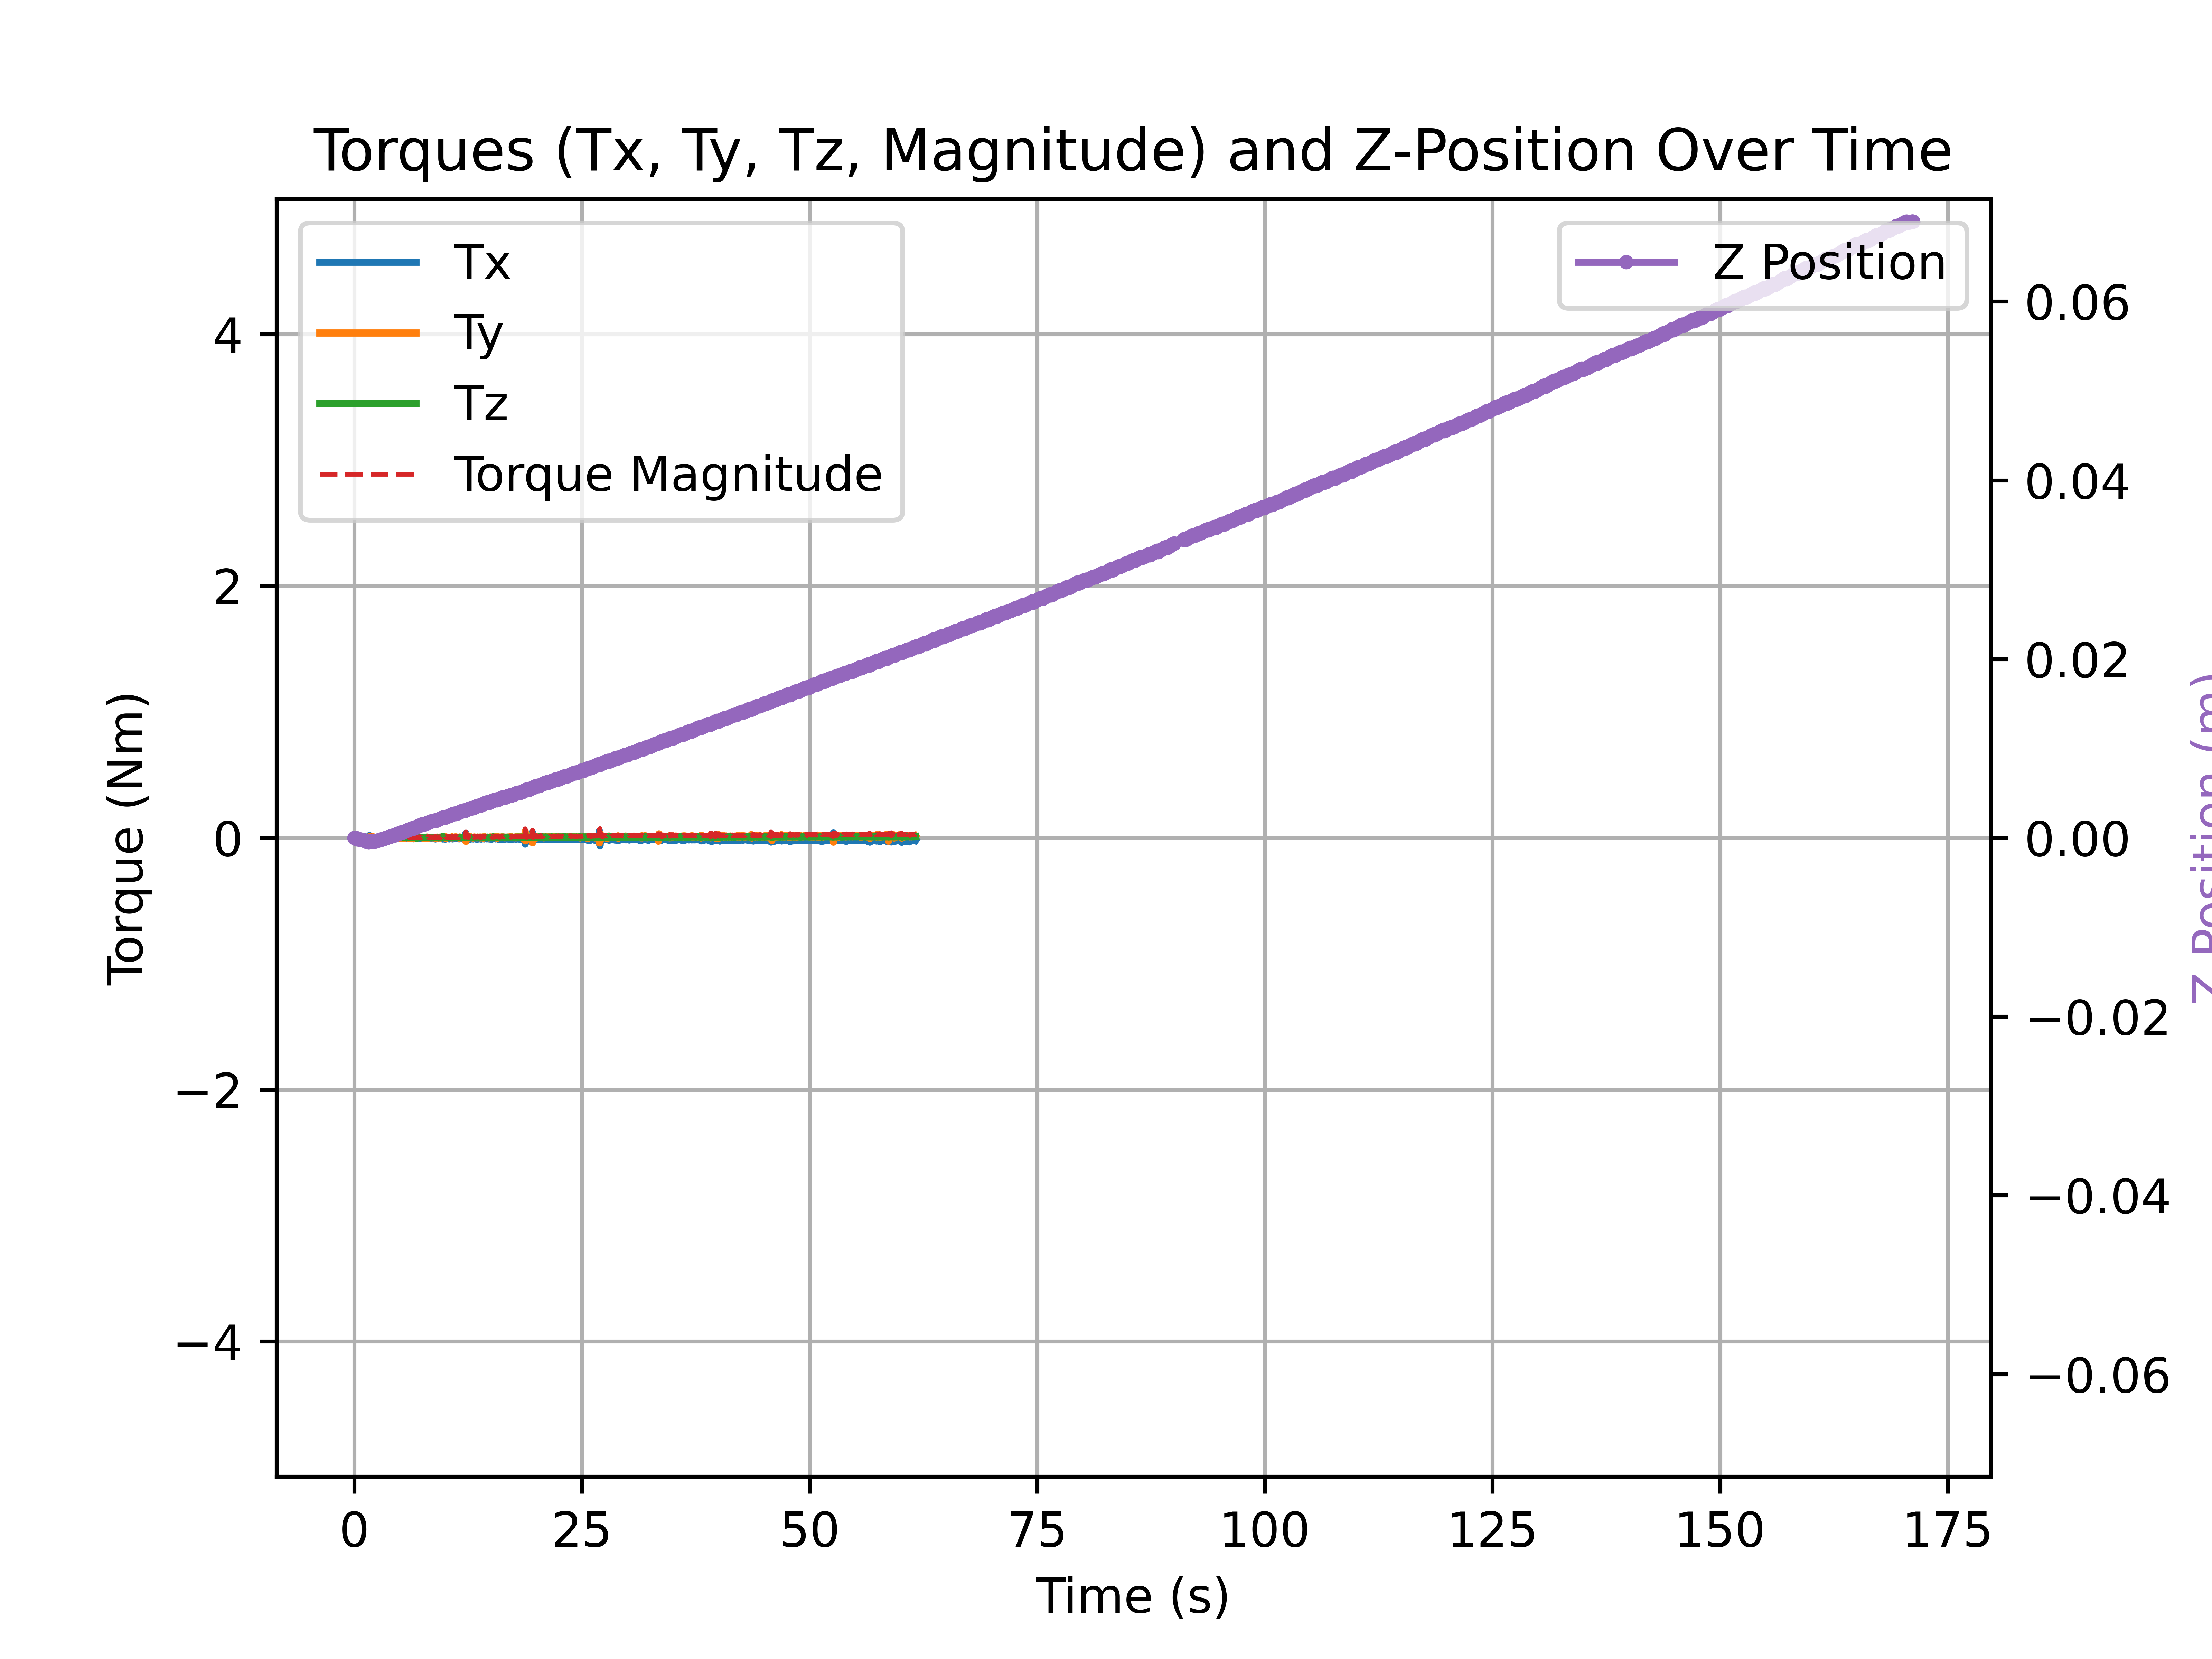 Torques (Tx, Ty, Tz, Magnitude) and Z-Position Over Time
Tx
Ty
Tz
Torque Magnitude
Z Position
Torque (Nm)
4
2
0
−2
−4
0.06
0.04
0.02
0.00
−0.02
−0.04
−0.06
Z Position (m)
0
25
50
75
100
125
150
175
Time (s)